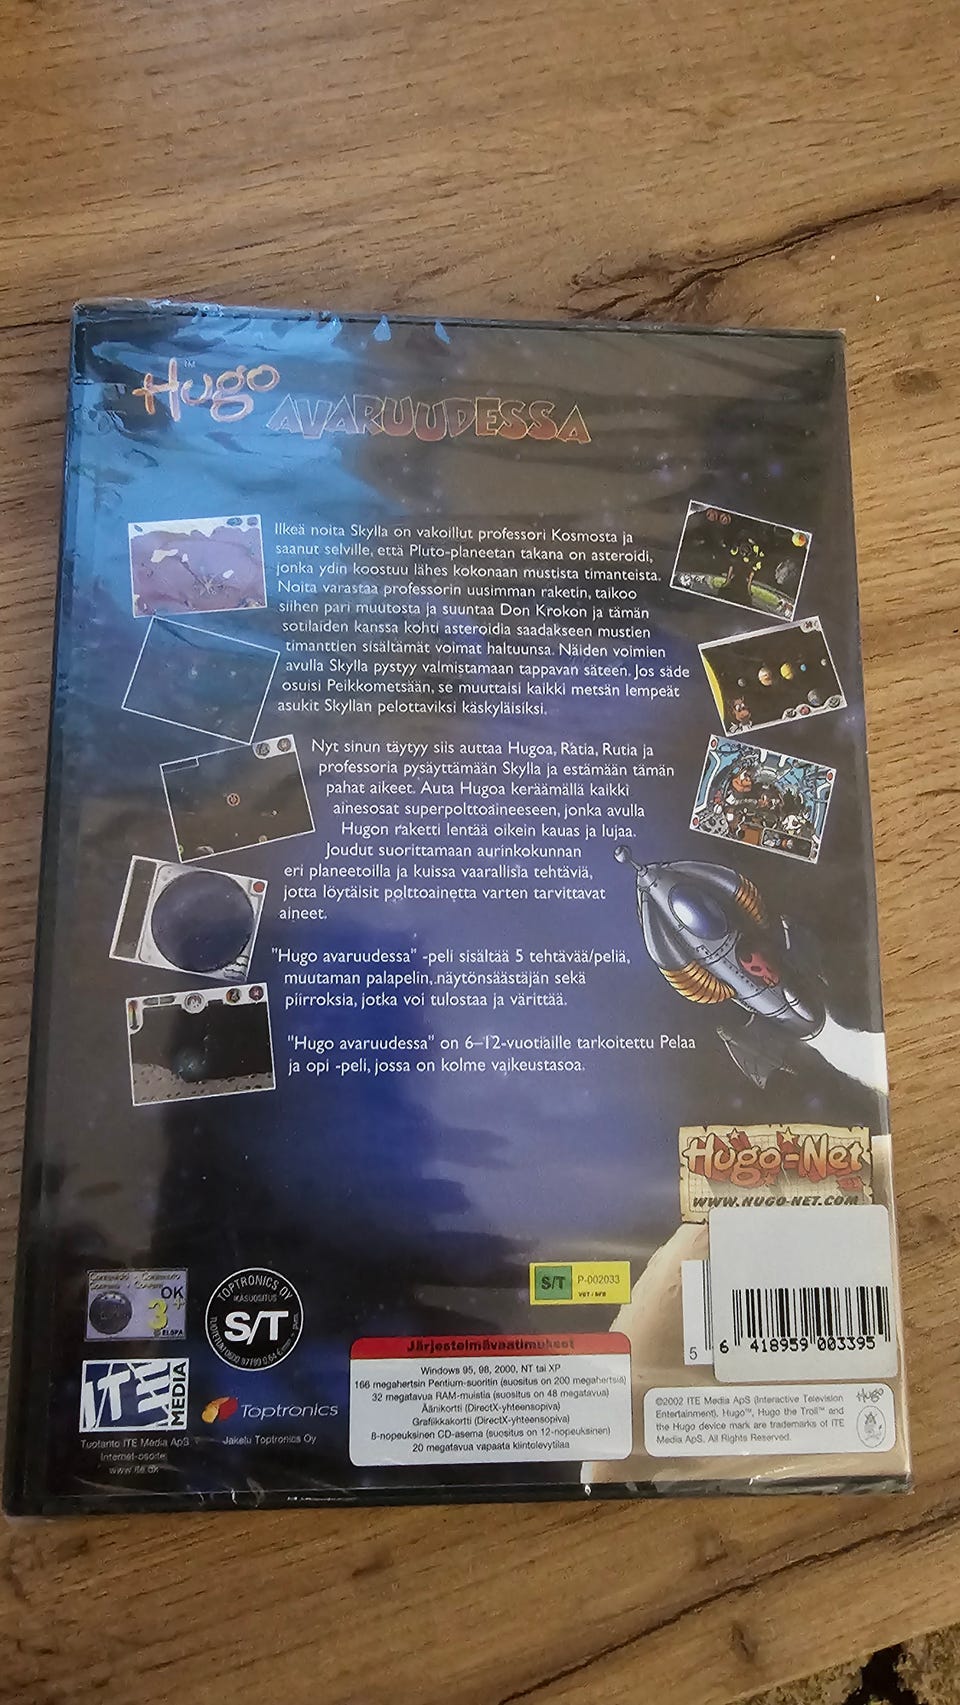 Hugo™
AVARUUDESSA
Ilkeä noita Skylla on vakoillut professori Kosmosta ja
saanut selville, että Pluto-planeetan takana on asteroidi,
jonka ydin koostuu lähes kokonaan mustista timanteista.
Noita varastaa professorin uusimman raketin, taikoo
siihen pari muutosta ja suuntaa Don Krokon ja tämän
sotilaiden kanssa kohti asteroidia saadakseen mustien
timanttien sisältämät voimat haltuunsa. Näiden voimien
avulla Skylla pystyy valmistamaan tappavan säteen. Jos säde
osuisi Peikkometsään, se muuttaisi kaikki metsän lempeät
asukit Skyllan pelottaviksi käskyläisiksi.
Nyt sinun täytyy siis auttaa Hugoa, Ratia, Rutia ja
professoria pysäyttämään Skylla ja estämään tämän
pahat aikeet. Auta Hugoa keräämällä kaikki
ainesosat superpolttoaineeseen, jonka avulla
Hugon raketti lentää oikein kauas ja lujaa.
Joudut suorittamaan aurinkokunnan
eri planeetoilla ja kuissa vaarallisia tehtäviä,
jotta löytäisit polttoainetta varten tarvittavat
aineet.
"Hugo avaruudessa" -peli sisältää 5 tehtävää/peliä,
muutaman palapelin, näytönsäästäjän sekä
piirroksia, jotka voi tulostaa ja värittää.
"Hugo avaruudessa" on 6–12-vuotiaille tarkoitettu Pelaa
ja opi -peli, jossa on kolme vaikeustasoa.
Hugo-Net
WWW.HUGO-NET.COM
OK
3+
ELSPA
TOPTRONICS OY
IKÄSUOSITUS
S/T
S/T P-002033
VET / SFB
5
6 418959 003395
ITE MEDIA
Tuotanto ITE Media ApS
Internet-osoite:
www.ite.dk
Toptronics
Jakelu Toptronics Oy
Järjestelmävaatimukset
Windows 95, 98, 2000, NT tai XP
166 megahertsin Pentium-suoritin (suositus on 200 megahertsiä)
32 megatavua RAM-muistia (suositus on 48 megatavua)
Äänikortti (DirectX-yhteensopiva)
Grafiikkakortti (DirectX-yhteensopiva)
8-nopeuksinen CD-asema (suositus on 12-nopeuksinen)
20 megatavua vapaata kiintolevytilaa
©2002 ITE Media ApS (Interactive Television
Entertainment). Hugo™, Hugo the Troll™ and
the Hugo device mark are trademarks of ITE
Media ApS. All Rights Reserved.
Hugo